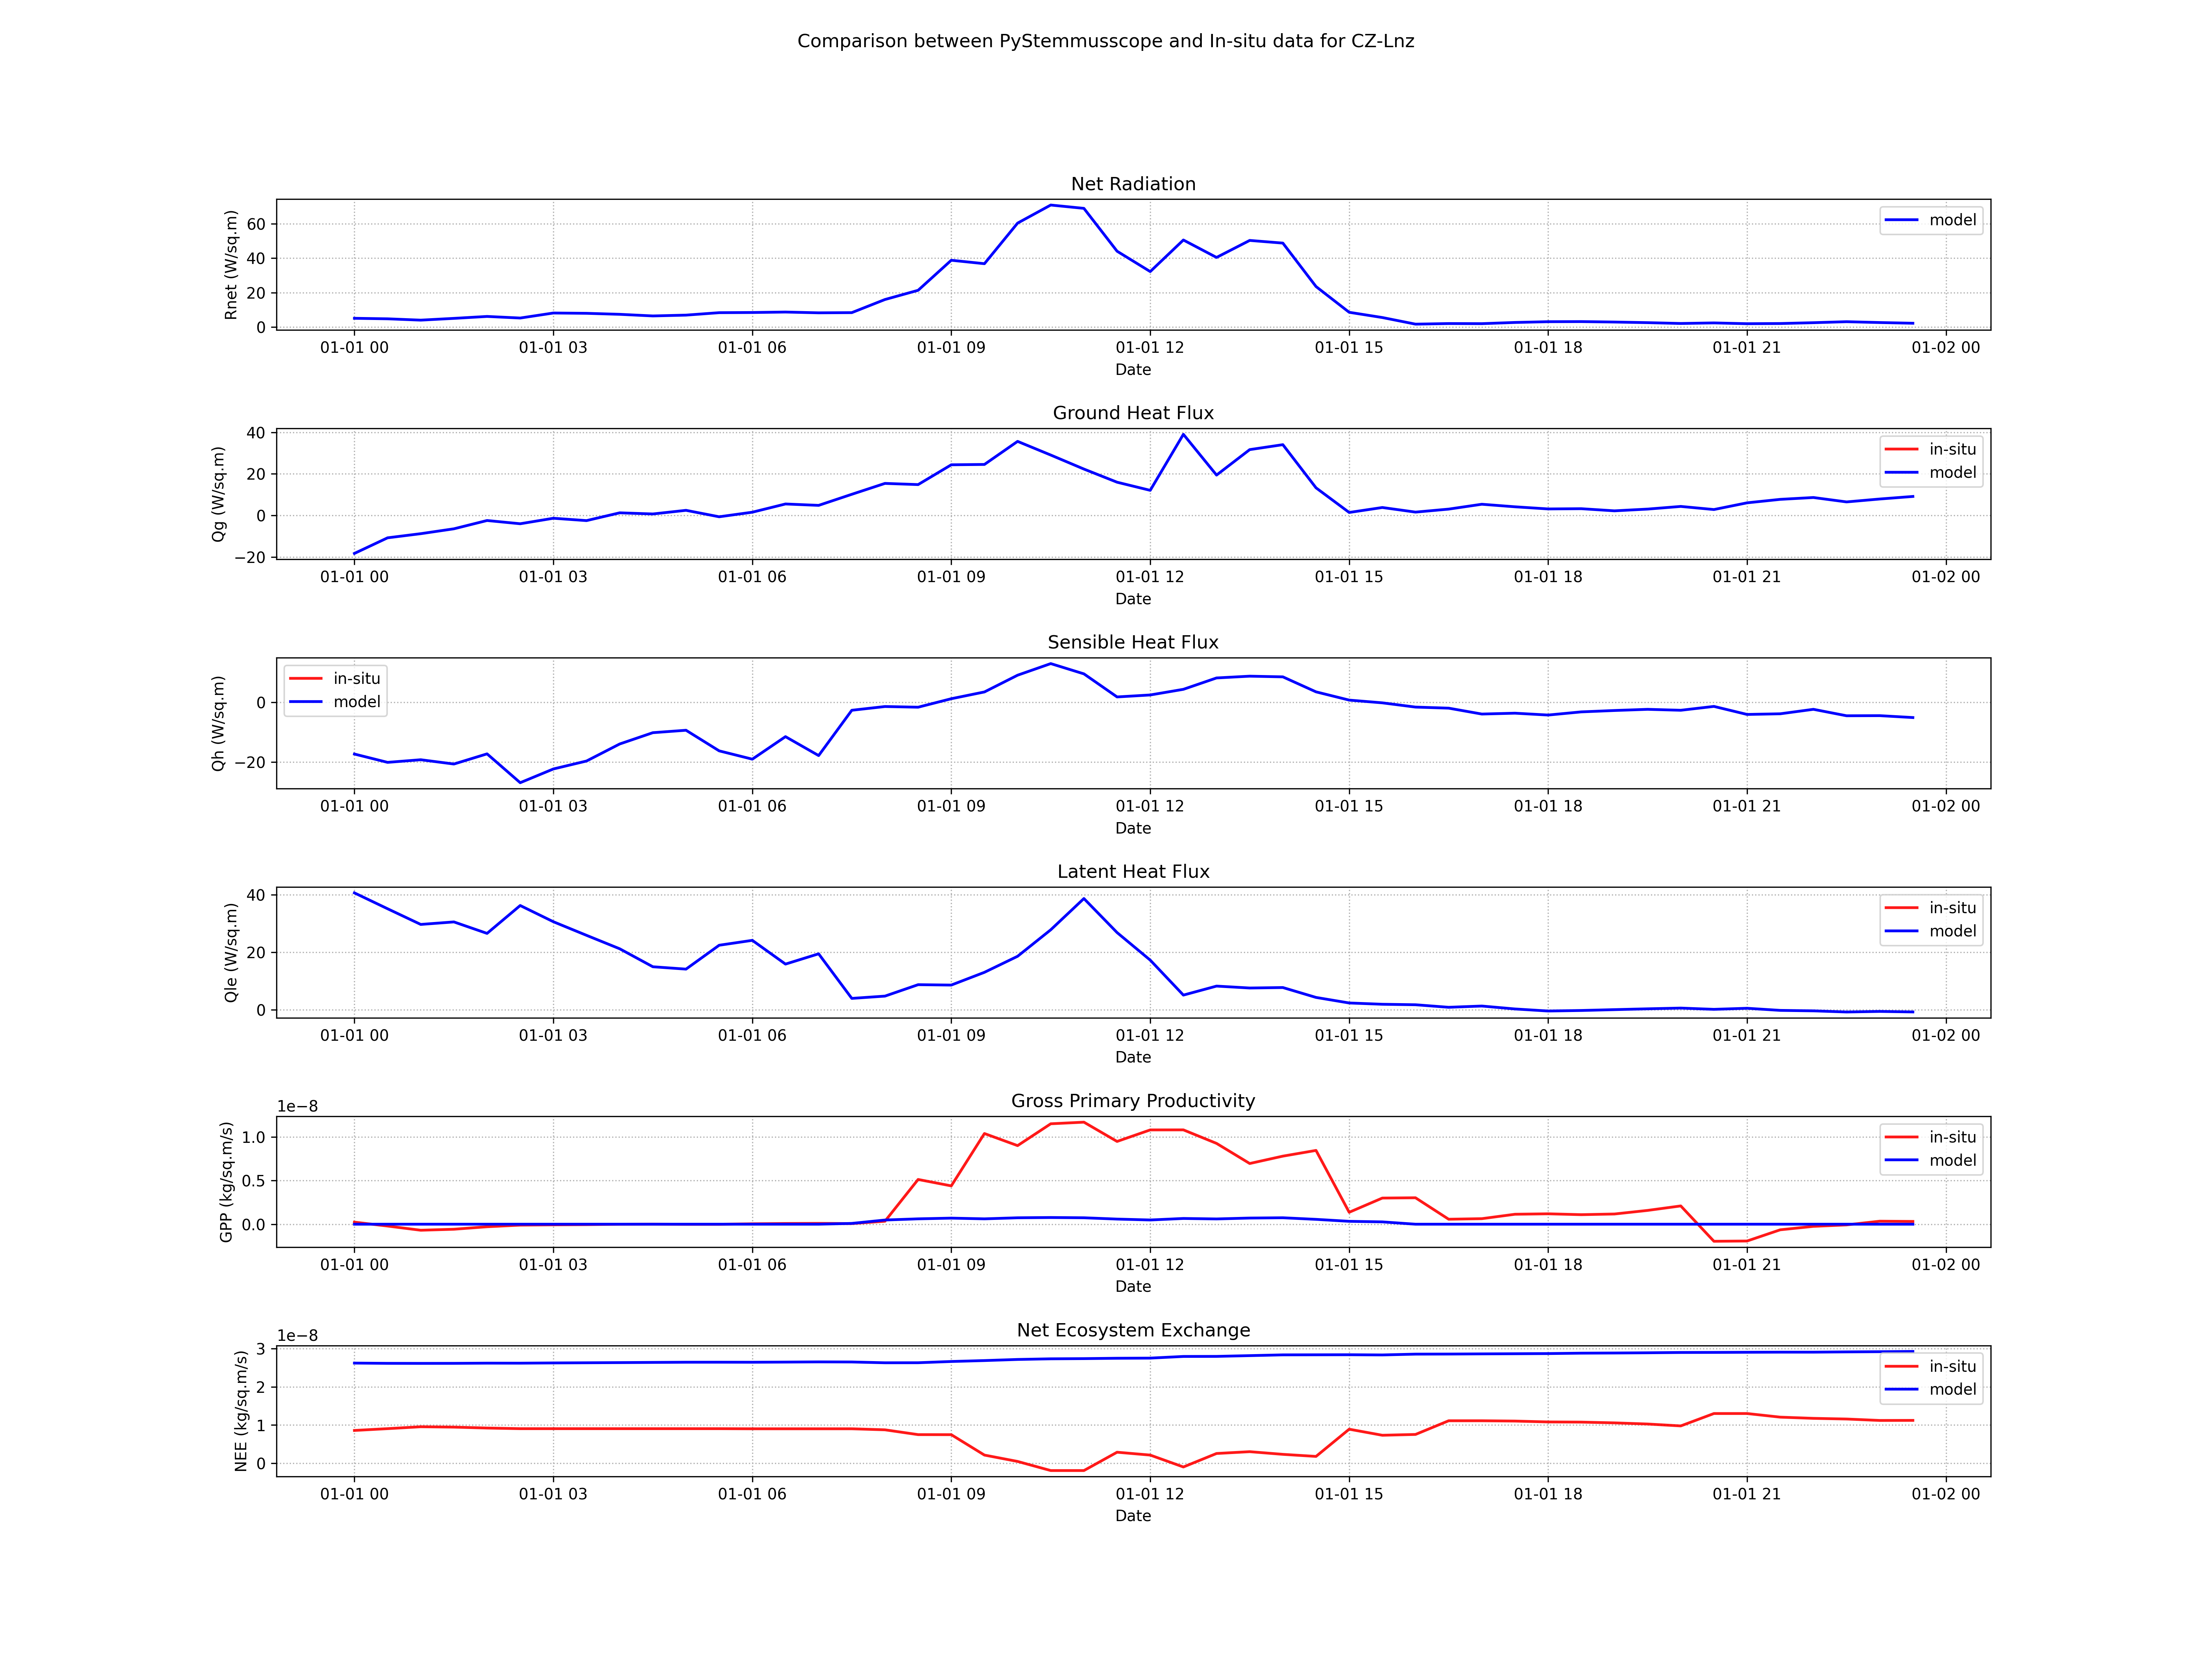 Comparison between PyStemmusscope and In-situ data for CZ-Lnz
Net Radiation
Rnet (W/sq.m)
60
40
20
0
model
01-01 00 01-01 03 01-01 06 01-01 09 01-01 12 01-01 15 01-01 18 01-01 21 01-02 00
Date
Ground Heat Flux
Qg (W/sq.m)
40
20
0
−20
in-situ
model
01-01 00 01-01 03 01-01 06 01-01 09 01-01 12 01-01 15 01-01 18 01-01 21 01-02 00
Date
Sensible Heat Flux
Qh (W/sq.m)
0
−20
in-situ
model
01-01 00 01-01 03 01-01 06 01-01 09 01-01 12 01-01 15 01-01 18 01-01 21 01-02 00
Date
Latent Heat Flux
Qle (W/sq.m)
40
20
0
in-situ
model
01-01 00 01-01 03 01-01 06 01-01 09 01-01 12 01-01 15 01-01 18 01-01 21 01-02 00
Date
Gross Primary Productivity
1e−8
GPP (kg/sq.m/s)
1.0
0.5
0.0
in-situ
model
01-01 00 01-01 03 01-01 06 01-01 09 01-01 12 01-01 15 01-01 18 01-01 21 01-02 00
Date
Net Ecosystem Exchange
1e−8
NEE (kg/sq.m/s)
3
2
1
0
in-situ
model
01-01 00 01-01 03 01-01 06 01-01 09 01-01 12 01-01 15 01-01 18 01-01 21 01-02 00
Date